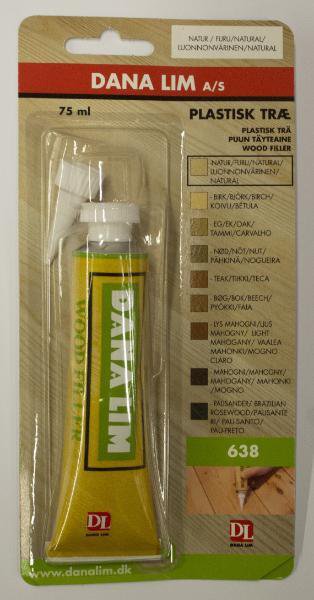 NATUR / FURU/NATURAL/
LUONNONVÄRINEN/NATURAL
DANA LIM A/S
75 ml
PLASTISK TRÆ
PLASTISK TRÄ
PUUN TÄYTEAINE
WOOD FILLER
-NATUR/FURU/NATURAL/
LUONNONVÄRINEN/
NATURAL
- BIRK/BJÖRK/BIRCH/
KOIVU/BÉTULA
- EG/EK/OAK/
TAMMI/CARVALHO
- NØD/NÖT/NUT/
PÄHKINÄ/NOGUEIRA
- TEAK/TIIKKI/TECA
- BØG/BOK/BEECH/
PYÖKKI/FAIA
- LYS MAHOGNI/LJUS
MAHOGNY/ LIGHT
MAHOGANY/ VAALEA
MAHONKI/MOGNO
CLARO
- MAHOGNI/MAHOGNY/
MAHOGANY/ MAHONKI
/MOGNO
- PALISANDER/ BRAZILIAN
ROSEWOOD/PALISANTE
RI/ PAU-SANTO/
PAU-PRETO
638
DANA LIM
WOOD FILLER
DL
DANA LIM
DL
DANA LIM
www.danalim.dk